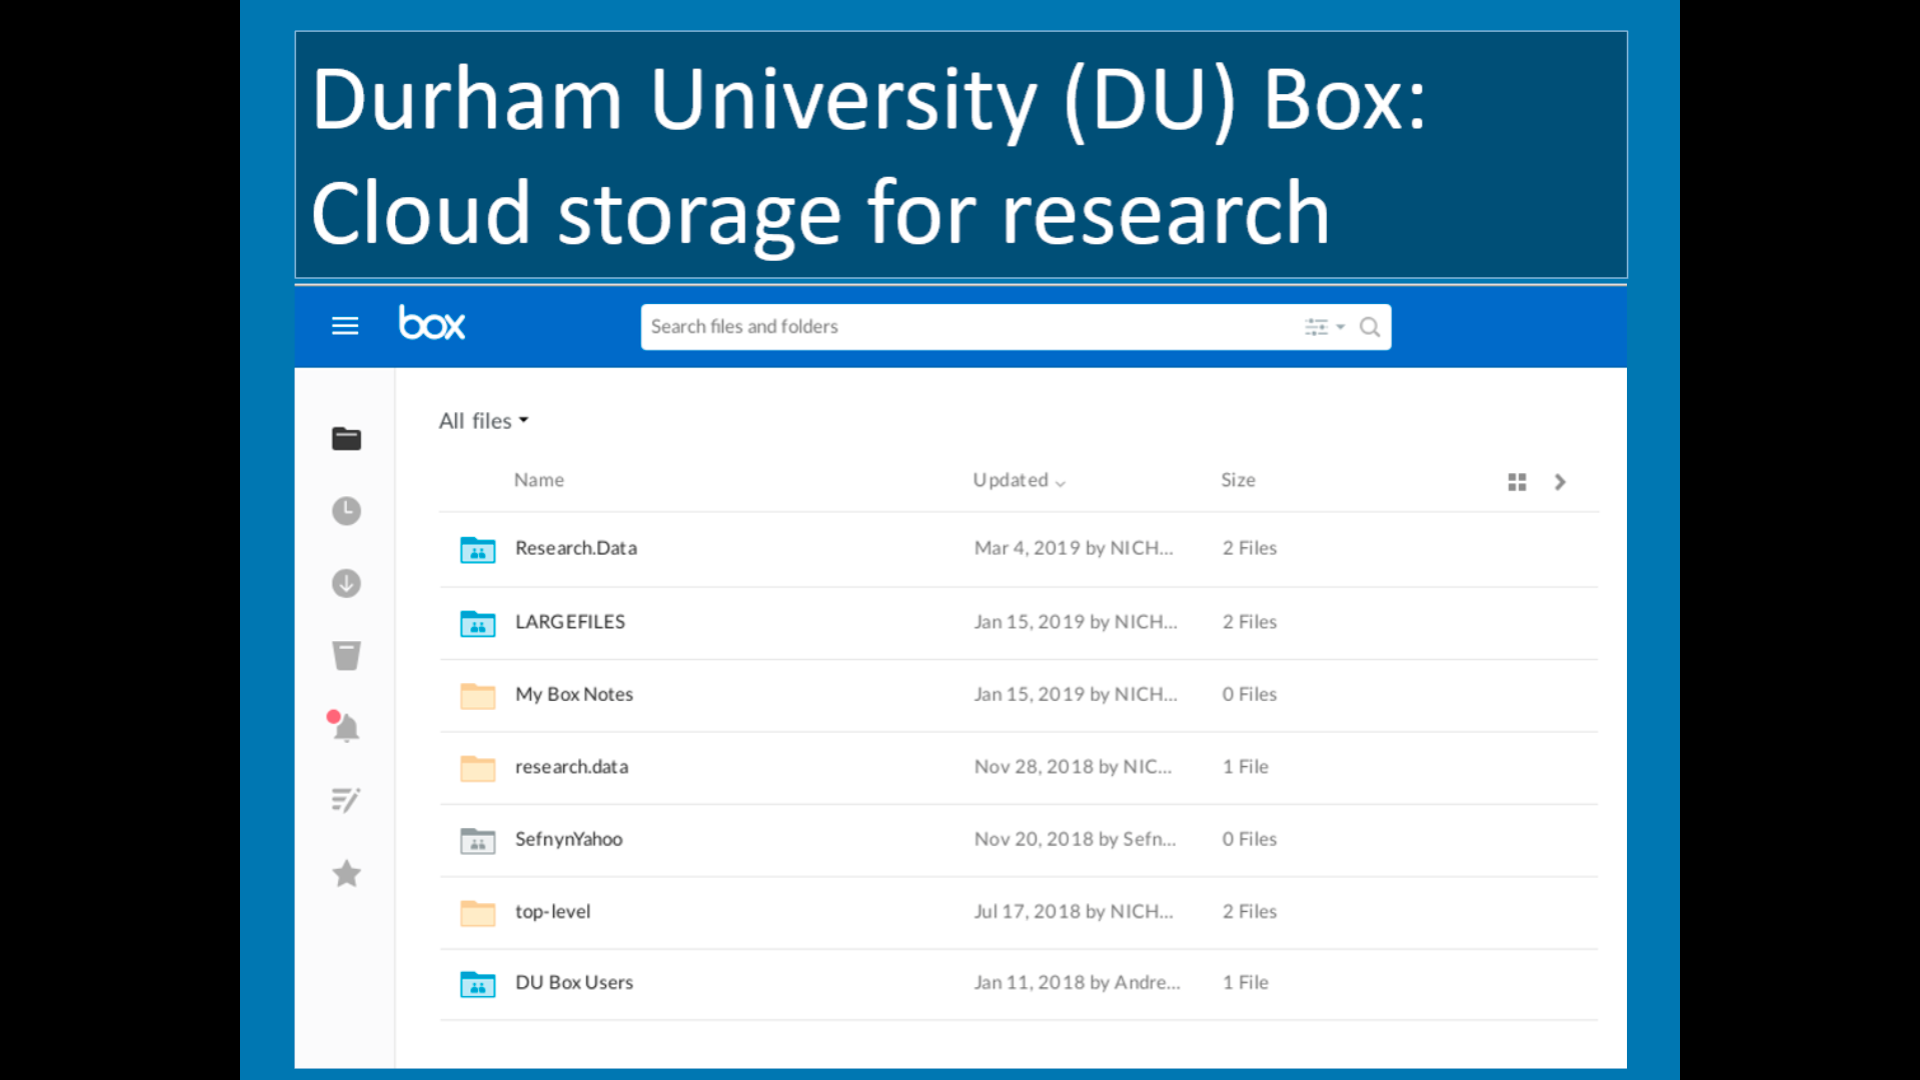 Durham University (DU) Box:
Cloud storage for research
box
Search files and folders
All files
Name Updated Size
Research.Data Mar 4, 2019 by NICH... 2 Files
LARGEFILES Jan 15, 2019 by NICH... 2 Files
My Box Notes Jan 15, 2019 by NICH... 0 Files
research.data Nov 28, 2018 by NIC... 1 File
SefnynYahoo Nov 20, 2018 by Sefn... 0 Files
top-level Jul 17, 2018 by NICH... 2 Files
DU Box Users Jan 11, 2018 by Andre... 1 File